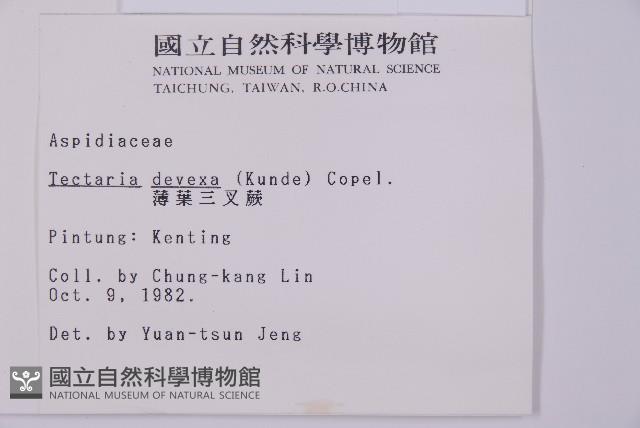 國立自然科學博物館
NATIONAL MUSEUM OF NATURAL SCIENCE
TAICHUNG, TAIWAN, R.O.CHINA
Aspidiaceae
Tectaria devexa (Kunde) Copel.
薄葉三叉蕨
Pintung: Kenting
Coll. by Chung-kang Lin
Oct. 9, 1982.
Det. by Yuan-tsun Jeng
國立自然科學博物館
NATIONAL MUSEUM OF NATURAL SCIENCE